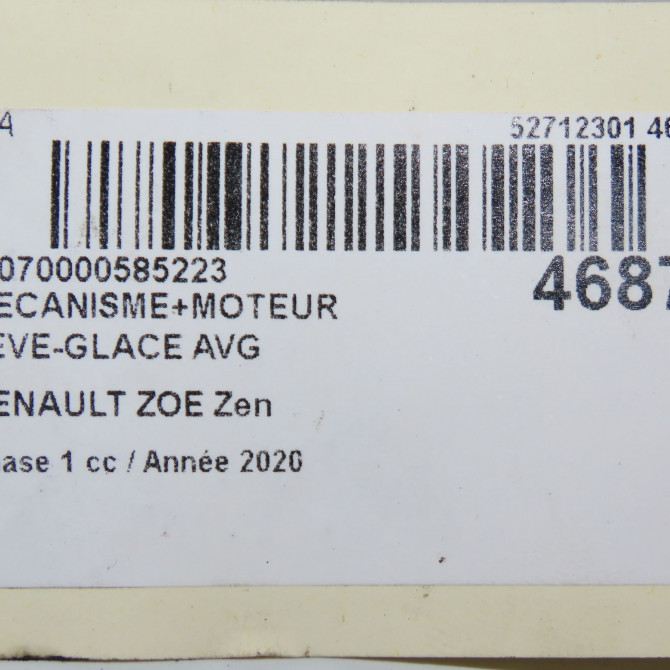 A 52712301 46
070000585223 4687
ECANISME+MOTEUR
EVE-GLACE AVG
ENAULT ZOE Zen
ase 1 cc / Année 2020